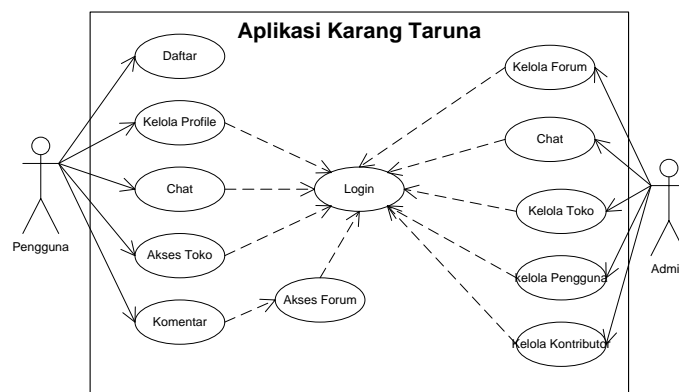 Aplikasi Karang Taruna
Daftar
Kelola Profile
Chat
Akses Toko
Komentar
Akses Forum
Login
Kelola Forum
Chat
Kelola Toko
kelola Pengguna
Kelola Kontributor
Pengguna
Admi